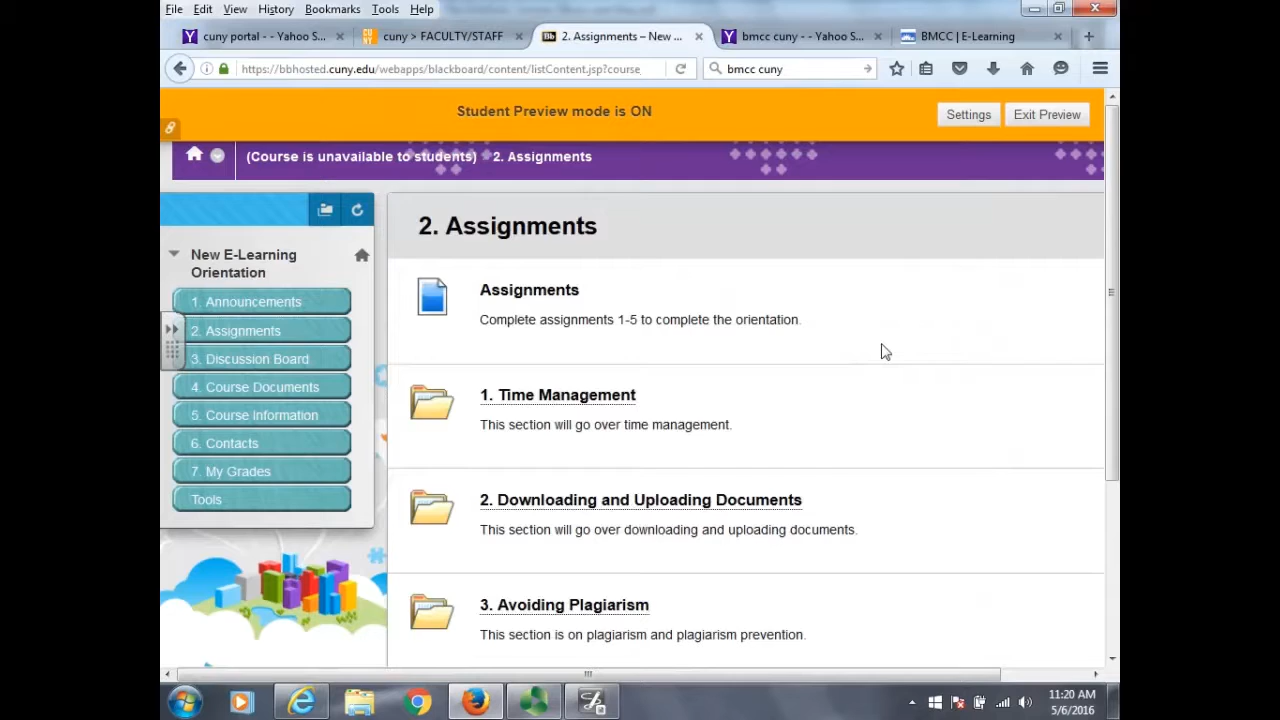 File Edit View History Bookmarks Tools Help
cuny portal - - Yahoo S...
cuny > FACULTY/STAFF
Bb 2. Assignments – New ...
bmcc cuny - - Yahoo S...
BMCC | E-Learning
https://bbhosted.cuny.edu/webapps/blackboard/content/listContent.jsp?course_
bmcc cuny
Student Preview mode is ON
Settings
Exit Preview
(Course is unavailable to students) 2. Assignments
New E-Learning
Orientation
1. Announcements
2. Assignments
3. Discussion Board
4. Course Documents
5. Course Information
6. Contacts
7. My Grades
Tools
2. Assignments
Assignments
Complete assignments 1-5 to complete the orientation.
1. Time Management
This section will go over time management.
2. Downloading and Uploading Documents
This section will go over downloading and uploading documents.
3. Avoiding Plagiarism
This section is on plagiarism and plagiarism prevention.
11:20 AM
5/6/2016